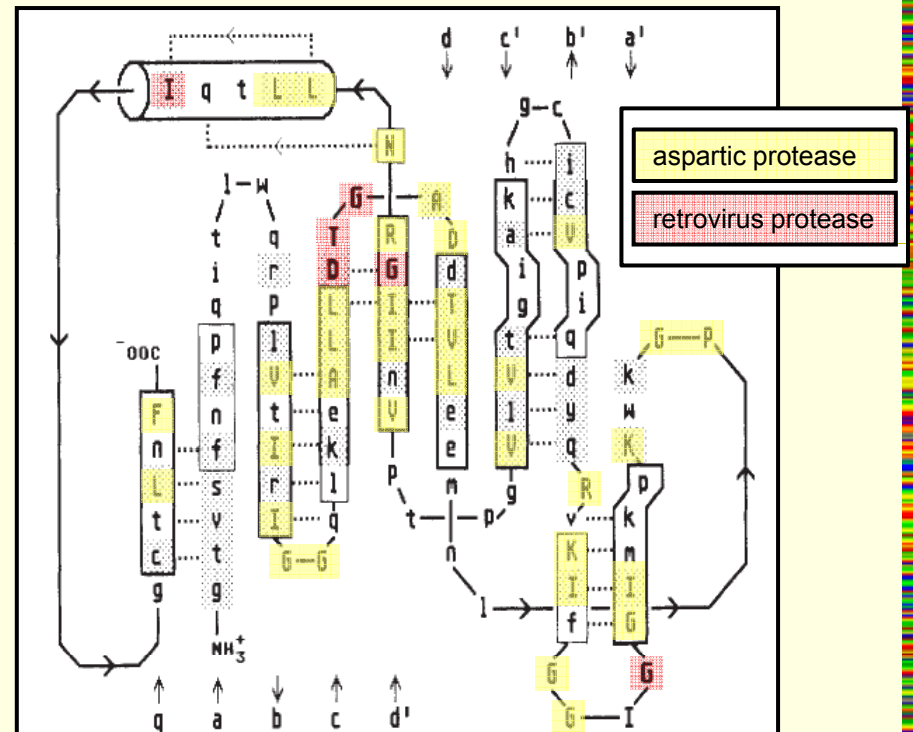 d c' b' a'
g-c
I q t L L
N
aspartic protease
h i
l-W
G A k c
retrovirus protease
t q T R D a V
i r D G d i p
q p L I T g i
⁻OOC p l L I V t q G-P
f V A n L V d k
F n t e V e l y w
n f I k e V q K
L s r l p m g R p
t v I q t p v k
c t G-G n K m
g g I I
l f G
NH₃⁺
G G
G I
q a b c d'